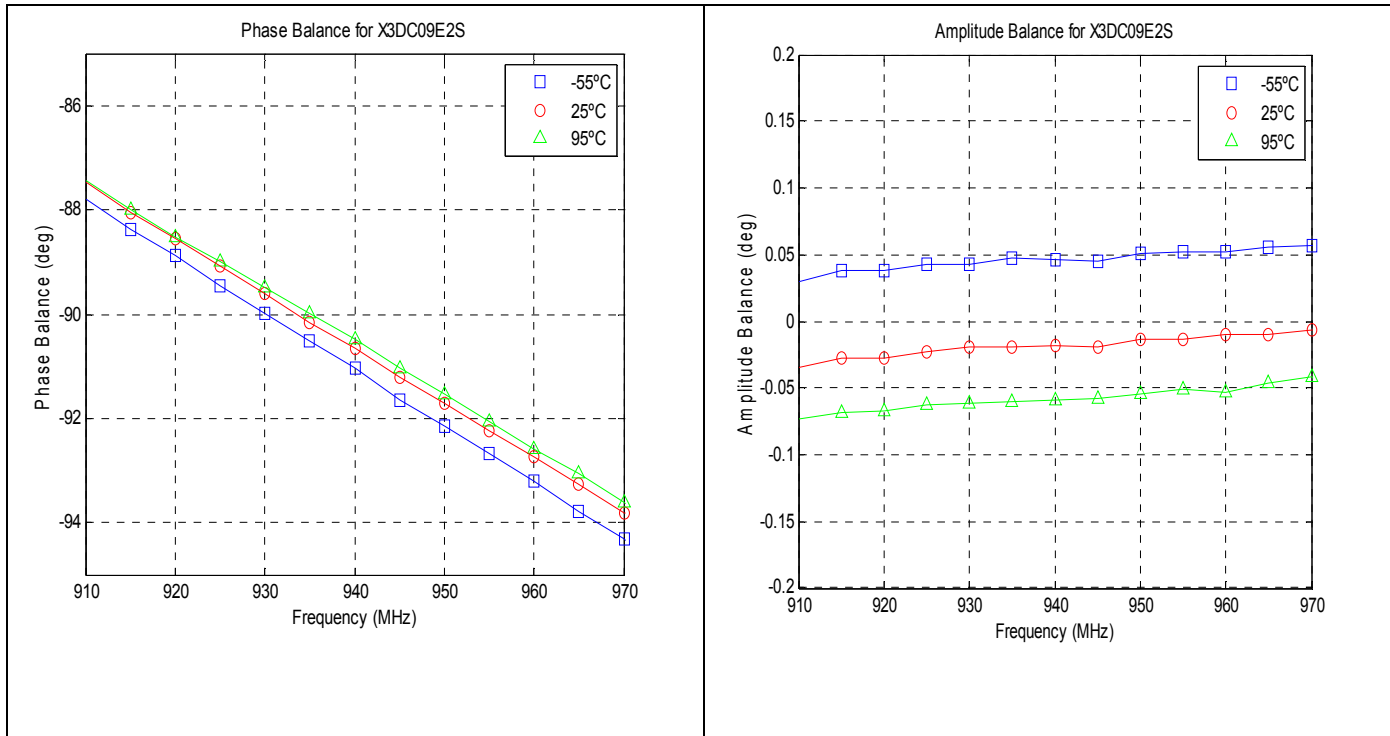 Phase Balance for X3DC09E2S
-55ºC
25ºC
95ºC
-86
-88
-90
-92
-94
Phase Balance (deg)
910 920 930 940 950 960 970
Frequency (MHz)
Amplitude Balance for X3DC09E2S
-55ºC
25ºC
95ºC
0.2
0.15
0.1
0.05
0
-0.05
-0.1
-0.15
-0.2
Amplitude Balance (deg)
910 920 930 940 950 960 970
Frequency (MHz)